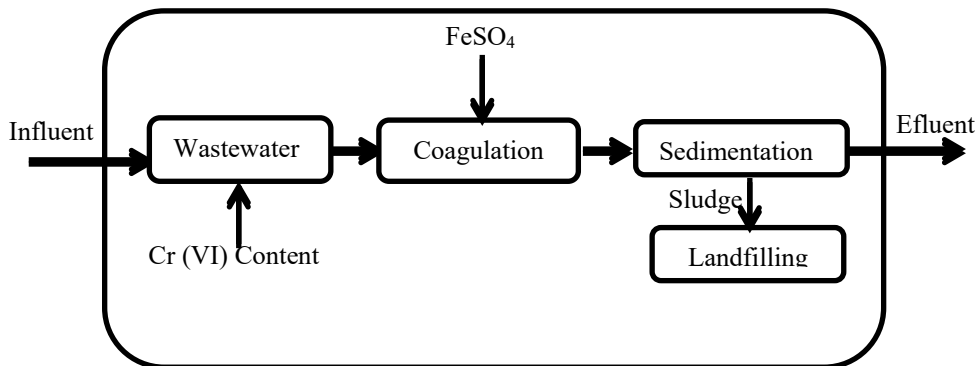 FeSO₄
Influent
Wastewater
Coagulation
Sedimentation
Efluent
Sludge
Cr (VI) Content
Landfilling